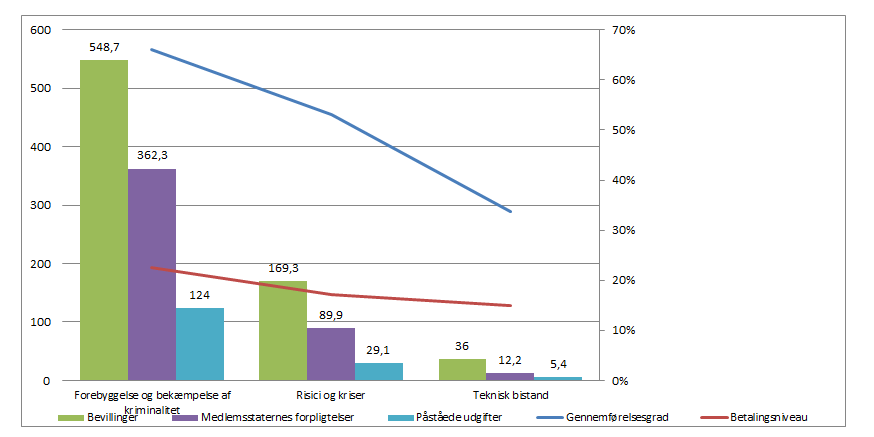 600
500
400
300
200
100
0
70%
60%
50%
40%
30%
20%
10%
0%
548,7
362,3
124
169,3
89,9
29,1
36
12,2
5,4
Forebyggelse og bekæmpelse af
kriminalitet
Risici og kriser
Teknisk bistand
Bevillinger
Medlemsstaternes forpligtelser
Påståede udgifter
Gennemførelsesgrad
Betalingsniveau